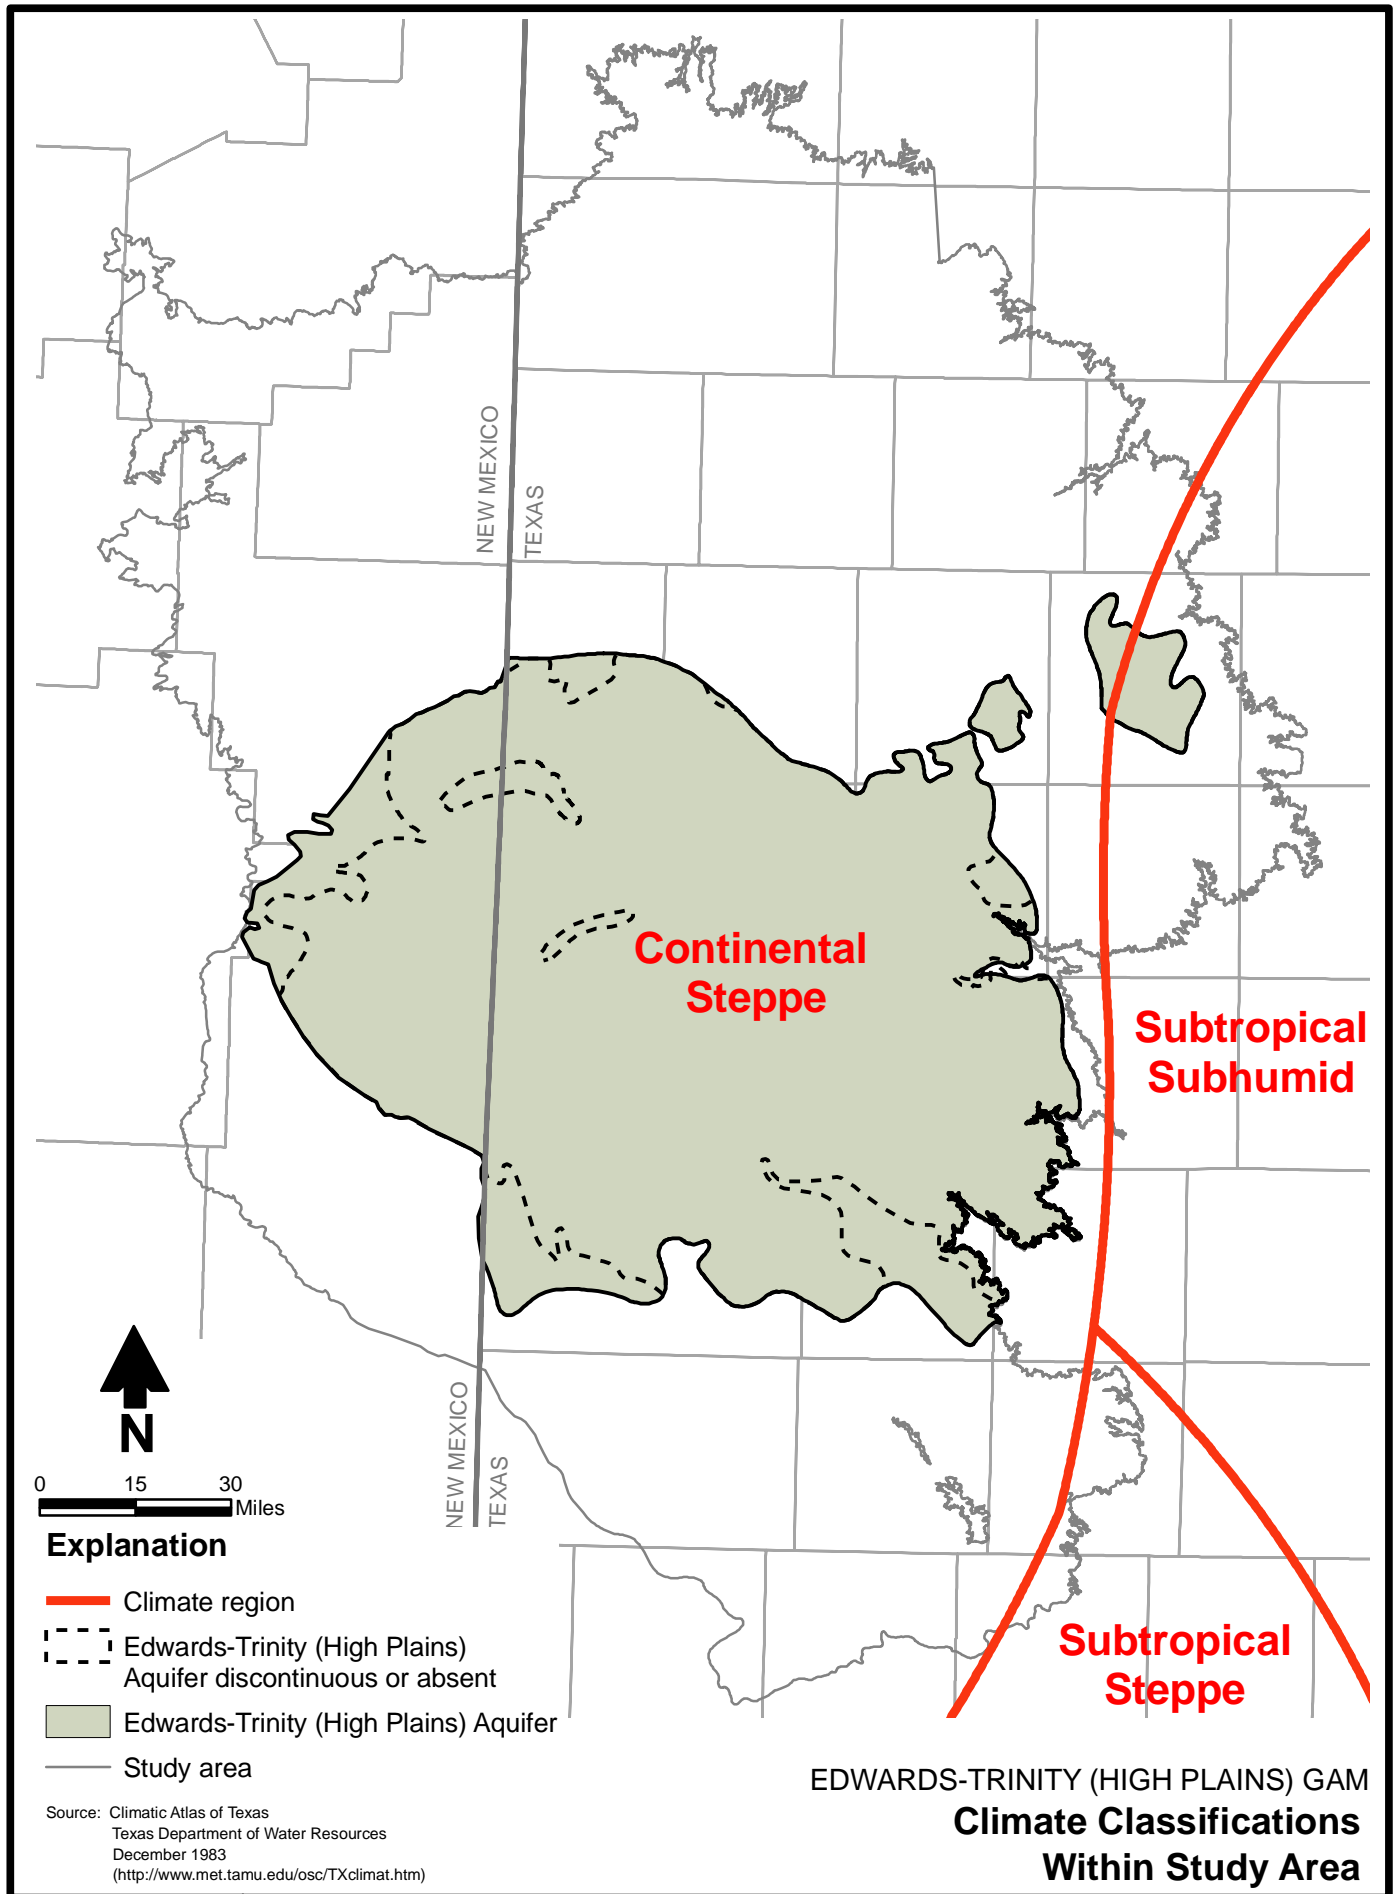 NEW MEXICO
TEXAS
Continental
Steppe
Subtropical
Subhumid
N
NEW MEXICO
TEXAS
0 15 30
Miles
Explanation
Climate region
Edwards-Trinity (High Plains)
Aquifer discontinuous or absent
Edwards-Trinity (High Plains) Aquifer
Study area
Subtropical
Steppe
Source: Climatic Atlas of Texas
Texas Department of Water Resources
December 1983
(http://www.met.tamu.edu/osc/TXclimat.htm)
EDWARDS-TRINITY (HIGH PLAINS) GAM
Climate Classifications
Within Study Area